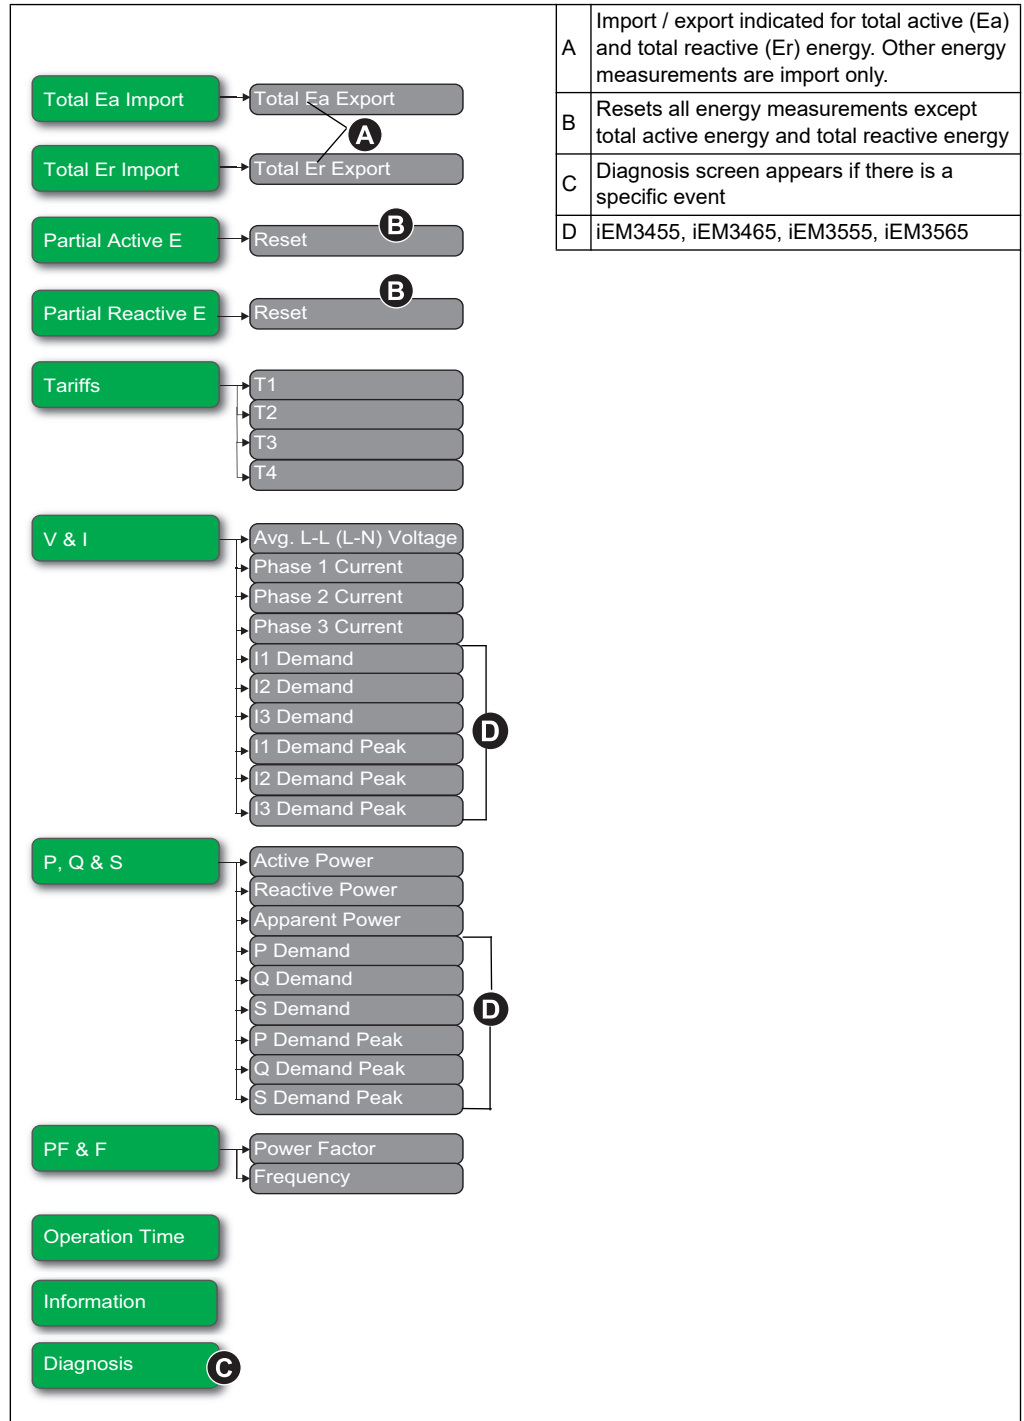 A
Import / export indicated for total active (Ea)
and total reactive (Er) energy. Other energy
measurements are import only.
B
Resets all energy measurements except
total active energy and total reactive energy
C
Diagnosis screen appears if there is a
specific event
D
iEM3455, iEM3465, iEM3555, iEM3565
Total Ea Import
Total Ea Export
A
Total Er Import
Total Er Export
Partial Active E
Reset
B
Partial Reactive E
Reset
B
Tariffs
T1
T2
T3
T4
V & I
Avg. L-L (L-N) Voltage
Phase 1 Current
Phase 2 Current
Phase 3 Current
I1 Demand
I2 Demand
I3 Demand
D
I1 Demand Peak
I2 Demand Peak
I3 Demand Peak
P, Q & S
Active Power
Reactive Power
Apparent Power
P Demand
Q Demand
S Demand
D
P Demand Peak
Q Demand Peak
S Demand Peak
PF & F
Power Factor
Frequency
Operation Time
Information
Diagnosis
C